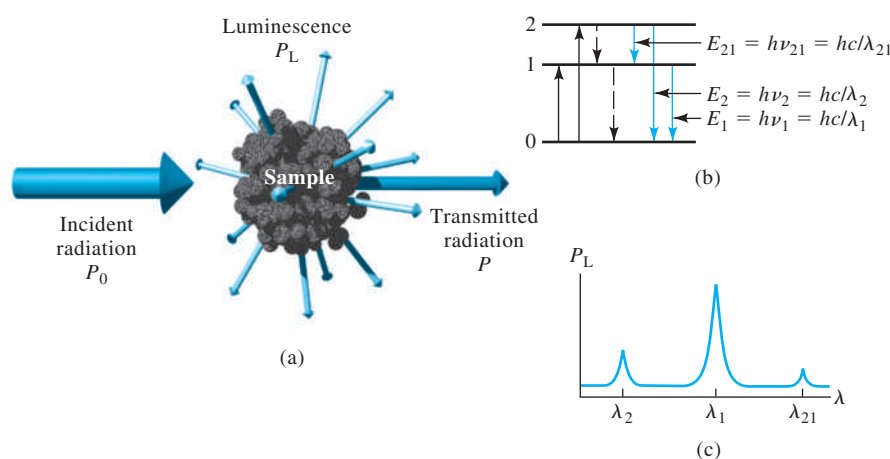 Luminescence
P_L
Sample
Incident
radiation
P_0
Transmitted
radiation
P
(a)
2
1
0
E_21 = hν_21 = hc/λ_21
E_2 = hν_2 = hc/λ_2
E_1 = hν_1 = hc/λ_1
(b)
P_L
λ_2 λ_1 λ_21 λ
(c)